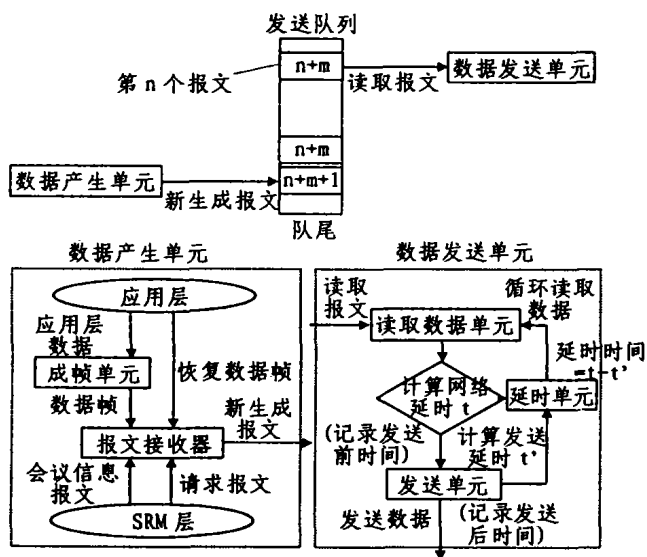 发送队列
n+m
第 n 个报文
读取报文
数据发送单元
n+m
数据产生单元
n+m+1
新生成报文
队尾
数据产生单元
数据发送单元
应用层
应用层
数据
成帧单元
恢复数据帧
数据帧
新生成
报文
报文接收器
会议信息
报文
请求报文
SRM 层
读取
报文
循环读取
数据
读取数据单元
延时时间
=t-t'
计算网络
延时 t
延时单元
(记录发送
前时间)
计算发送
延时 t'
发送单元
发送数据
(记录发送
后时间)